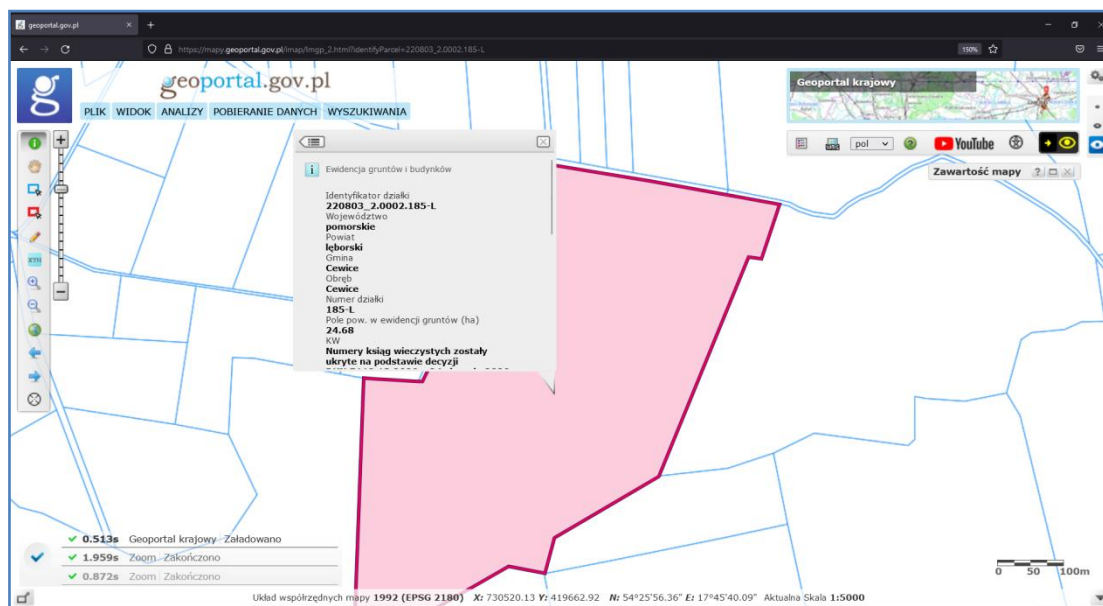 geoportal.gov.pl
https://mapy.geoportal.gov.pl/imap/Imgp_2.html?identifyParcel=220803_2.0002.185-L
150%
geoportal.gov.pl
PLIK WIDOK ANALIZY POBIERANIE DANYCH WYSZUKIWANIA
Geoportal krajowy
pol
YouTube
Zawartość mapy
XYH
Ewidencja gruntów i budynków
Identyfikator działki
220803_2.0002.185-L
Województwo
pomorskie
Powiat
lęborski
Gmina
Cewice
Obręb
Cewice
Numer działki
185-L
Pole pow. w ewidencji gruntów (ha)
24.68
KW
Numery ksiąg wieczystych zostały
ukryte na podstawie decyzji
0.513s Geoportal krajowy Załadowano
1.959s Zoom Zakończono
0.872s Zoom Zakończono
0 50 100m
Układ współrzędnych mapy 1992 (EPSG 2180) X: 730520.13 Y: 419662.92 N: 54°25'56.36" E: 17°45'40.09" Aktualna Skala 1:5000